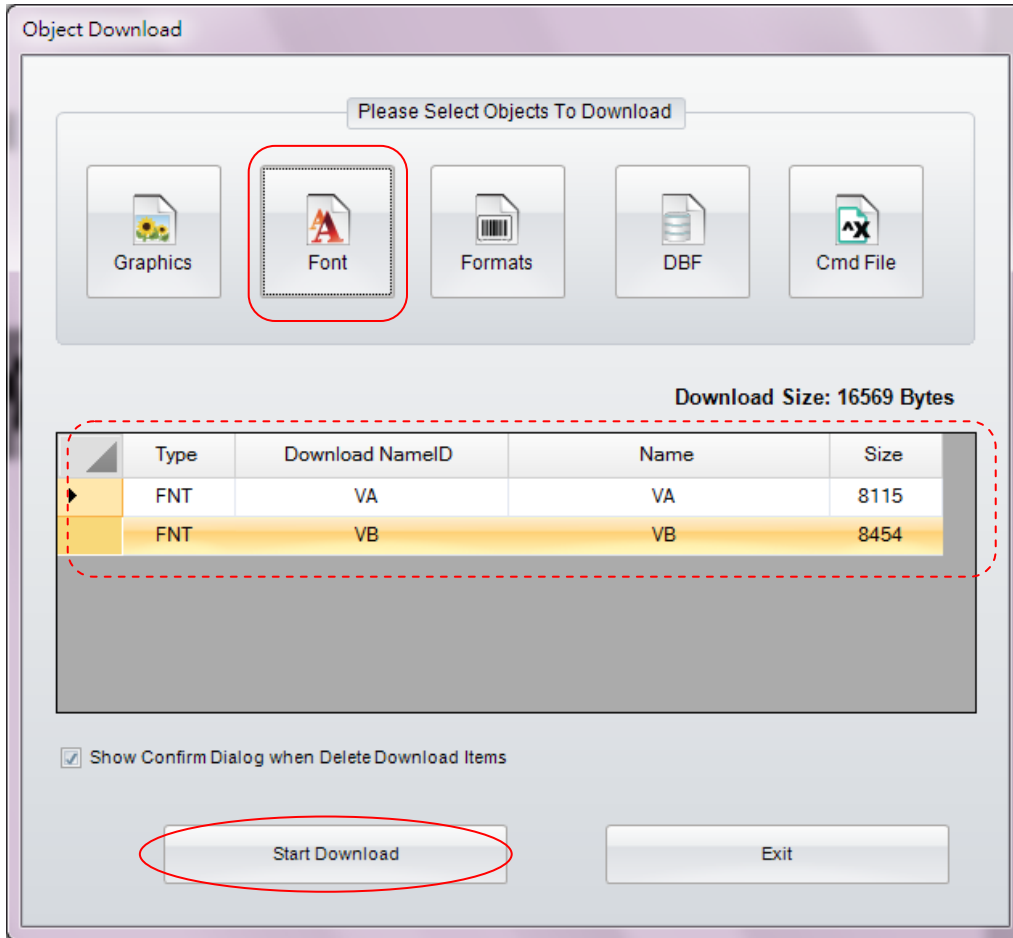 Object Download
Please Select Objects To Download
Graphics Font Formats DBF ^X Cmd File
Download Size: 16569 Bytes
Type Download NameID Name Size
FNT VA VA 8115
FNT VB VB 8454
Show Confirm Dialog when Delete Download Items
Start Download Exit